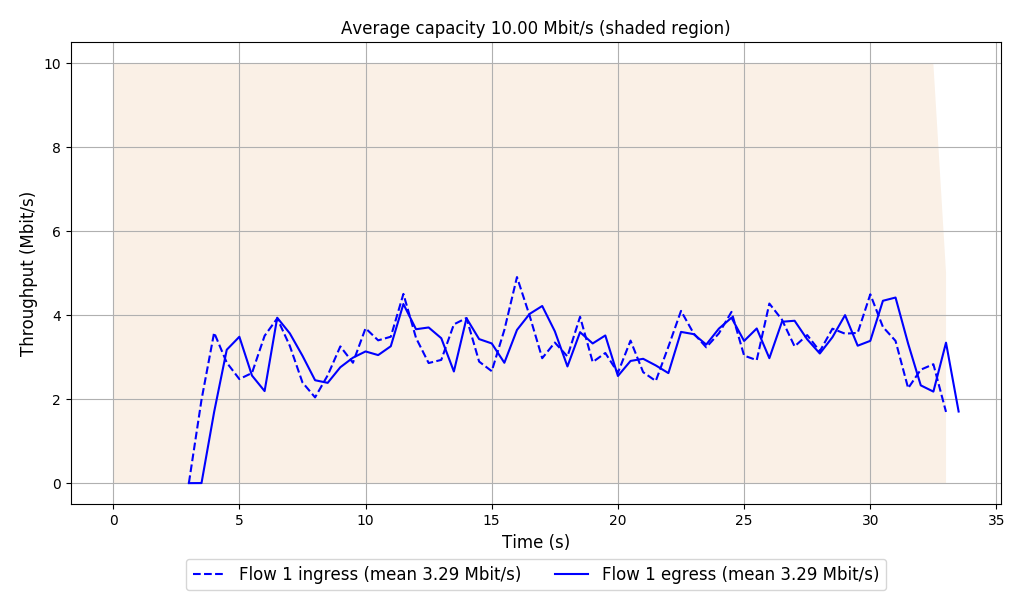 Average capacity 10.00 Mbit/s (shaded region)
10
8
6
4
2
0
Throughput (Mbit/s)
0 5 10 15 20 25 30 35
Time (s)
Flow 1 ingress (mean 3.29 Mbit/s) Flow 1 egress (mean 3.29 Mbit/s)